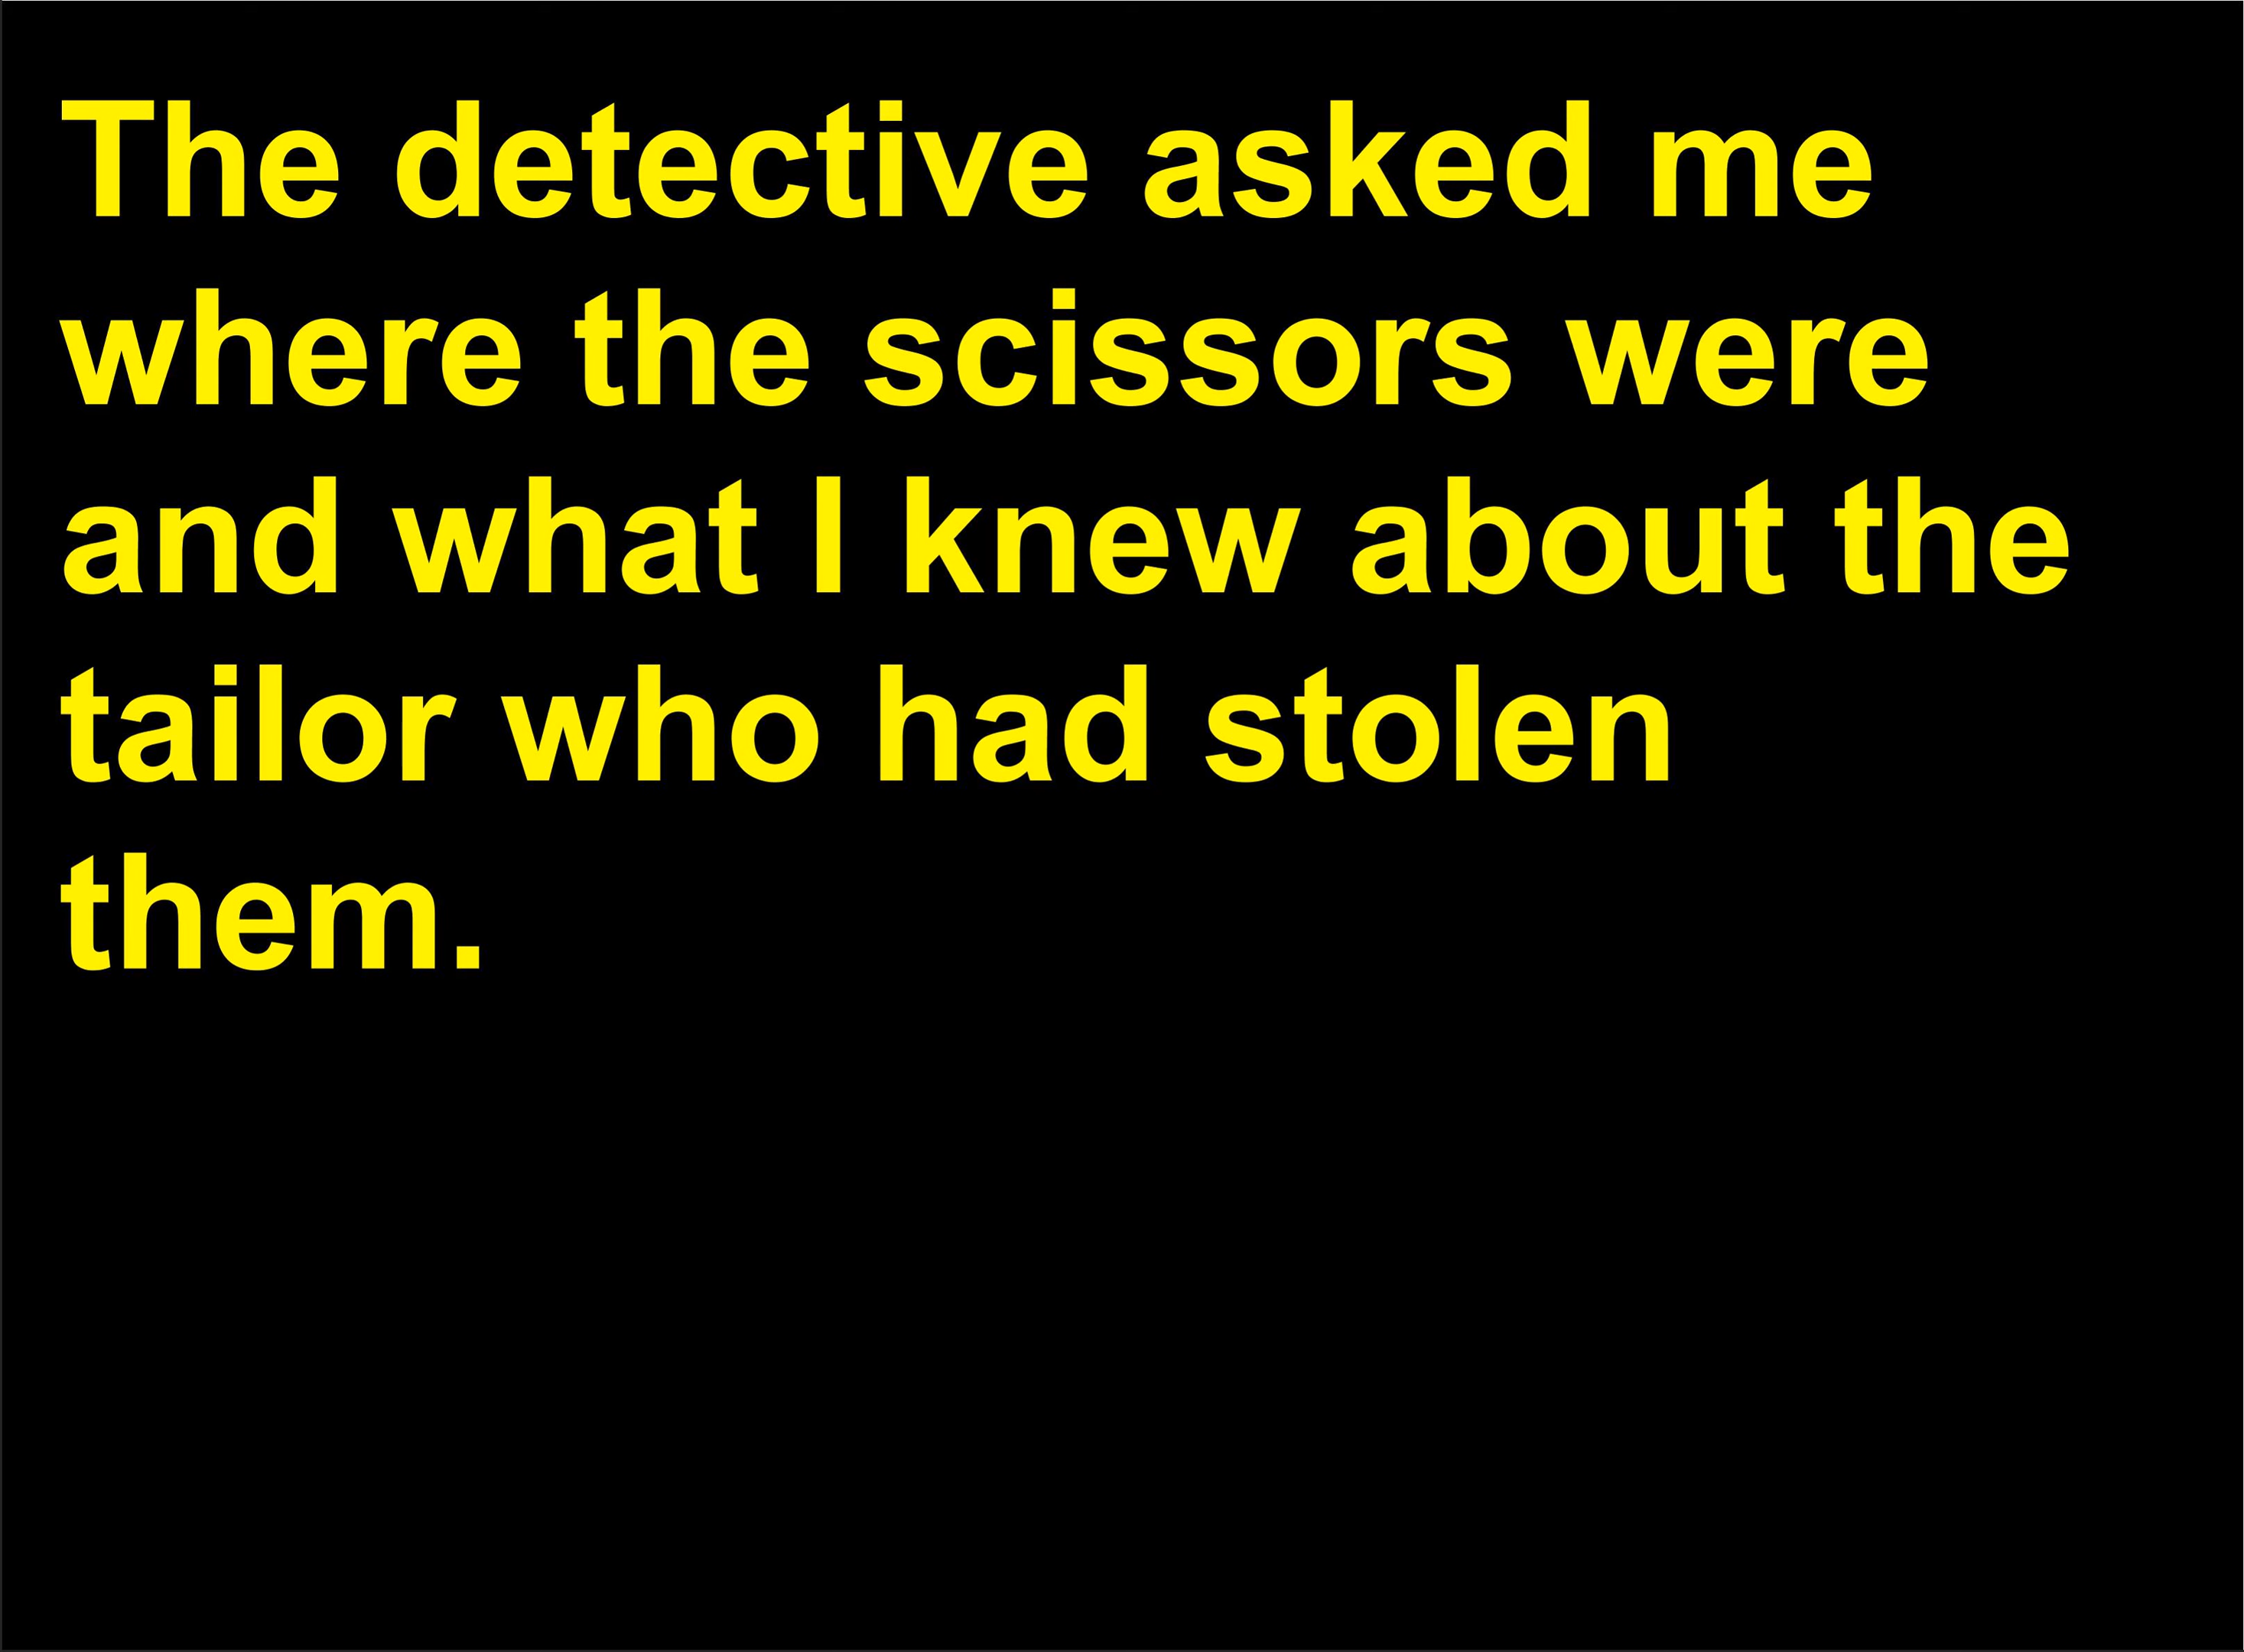 The detective asked me
where the scissors were
and what I knew about the
tailor who had stolen
them.